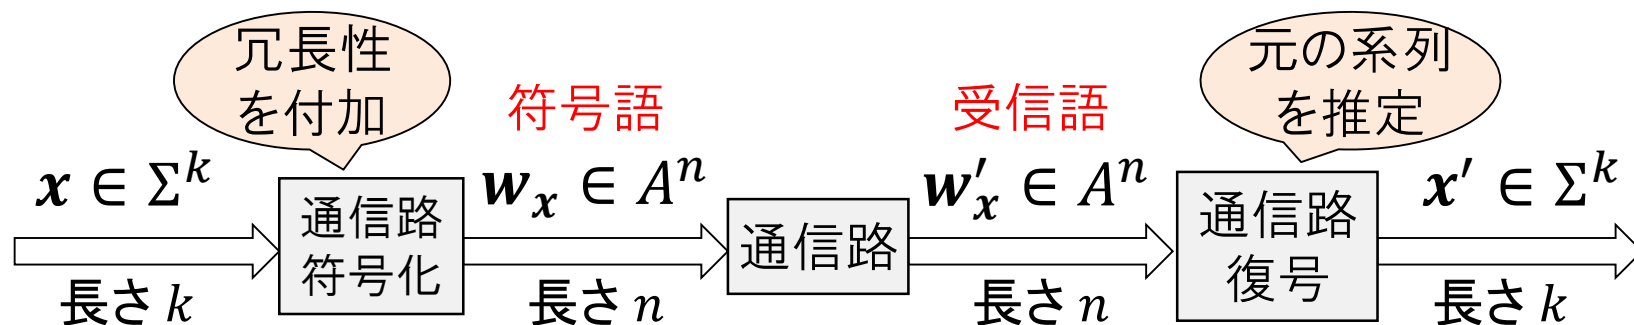 冗長性
を付加
元の系列
を推定
符号語
受信語
𝒙 ∈ Σ^k
𝒘_𝒙 ∈ A^n
𝒘′_𝒙 ∈ A^n
𝒙′ ∈ Σ^k
通信路
符号化
通信路
通信路
復号
長さ k
長さ n
長さ n
長さ k